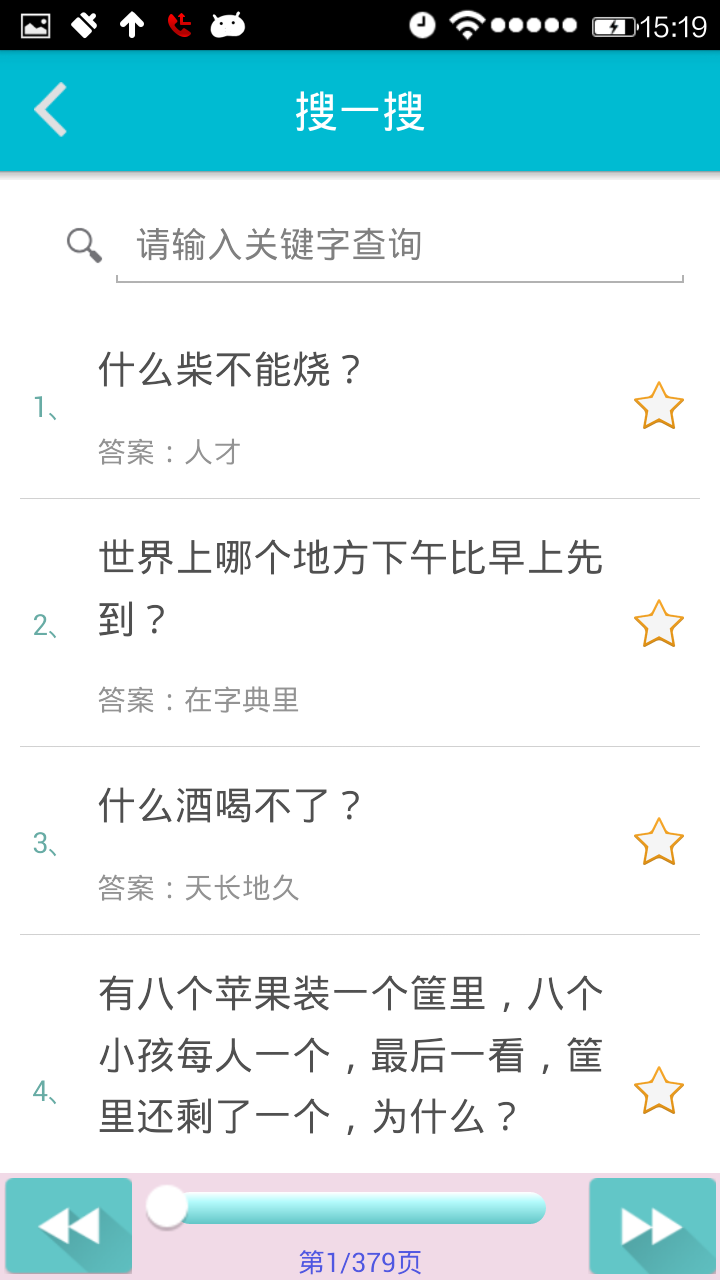 15:19
搜一搜
请输入关键字查询
什么柴不能烧？
1、
答案：人才
世界上哪个地方下午比早上先
到？
2、
答案：在字典里
什么酒喝不了？
3、
答案：天长地久
有八个苹果装一个筐里，八个
小孩每人一个，最后一看，筐
4、
里还剩了一个，为什么？
第1/379页